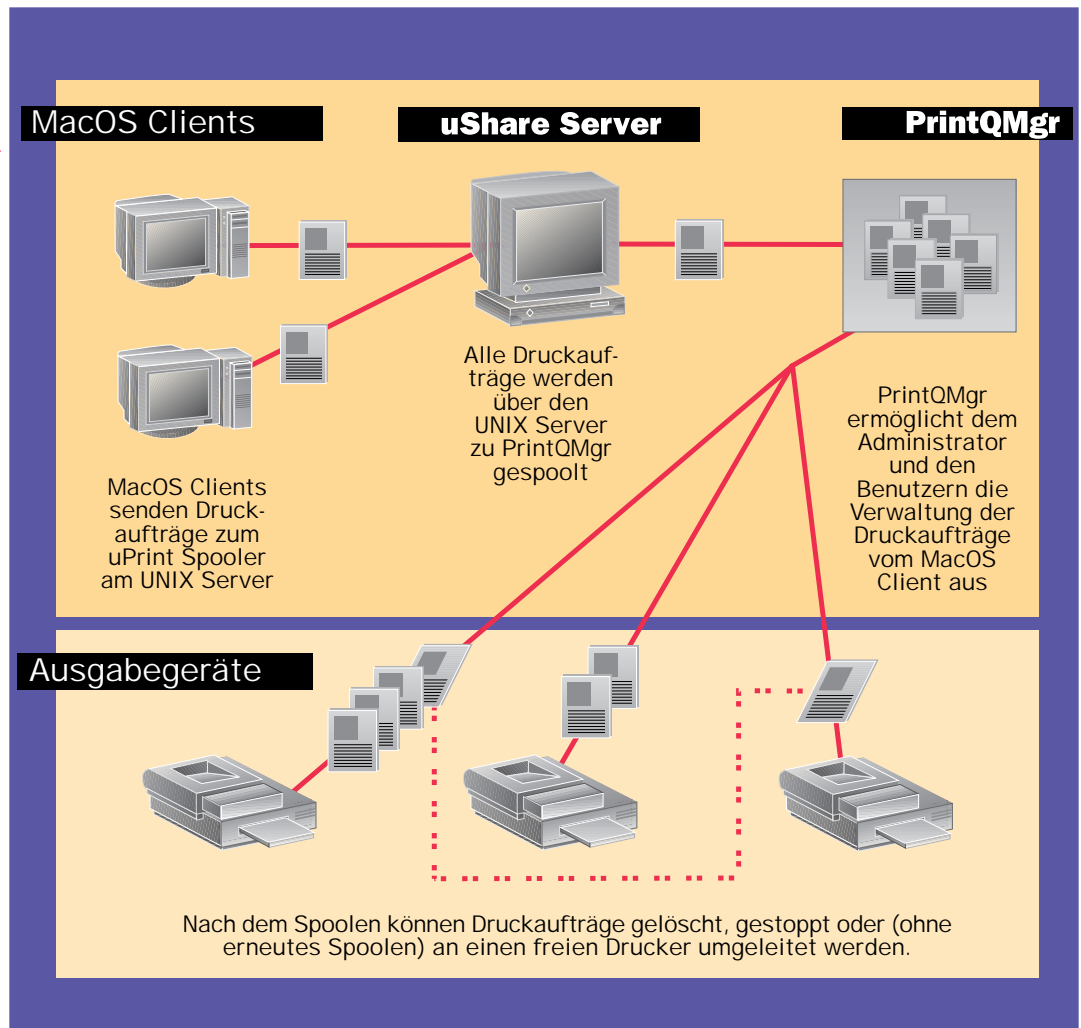 MacOS Clients
uShare Server
PrintQMgr
Alle Druckauf-
träge werden
über den
UNIX Server
zu PrintQMgr
gespoolt
MacOS Clients
senden Druck-
aufträge zum
uPrint Spooler
am UNIX Server
PrintQMgr
ermöglicht dem
Administrator
und den
Benutzern die
Verwaltung der
Druckaufträge
vom MacOS
Client aus
Ausgabegeräte
Nach dem Spoolen können Druckaufträge gelöscht, gestoppt oder (ohne
erneutes Spoolen) an einen freien Drucker umgeleitet werden.